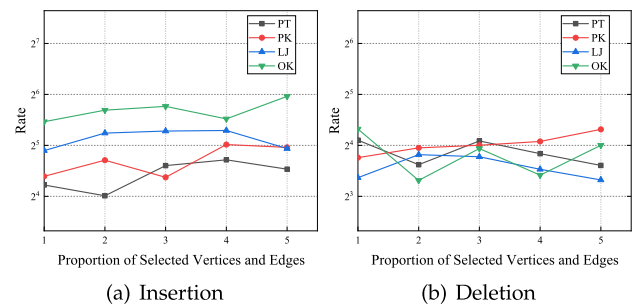 PT
PK
LJ
OK
2^7
2^6
2^5
2^4
Rate
1 2 3 4 5
Proportion of Selected Vertices and Edges
(a) Insertion
PT
PK
LJ
OK
2^6
2^5
2^4
2^3
Rate
1 2 3 4 5
Proportion of Selected Vertices and Edges
(b) Deletion